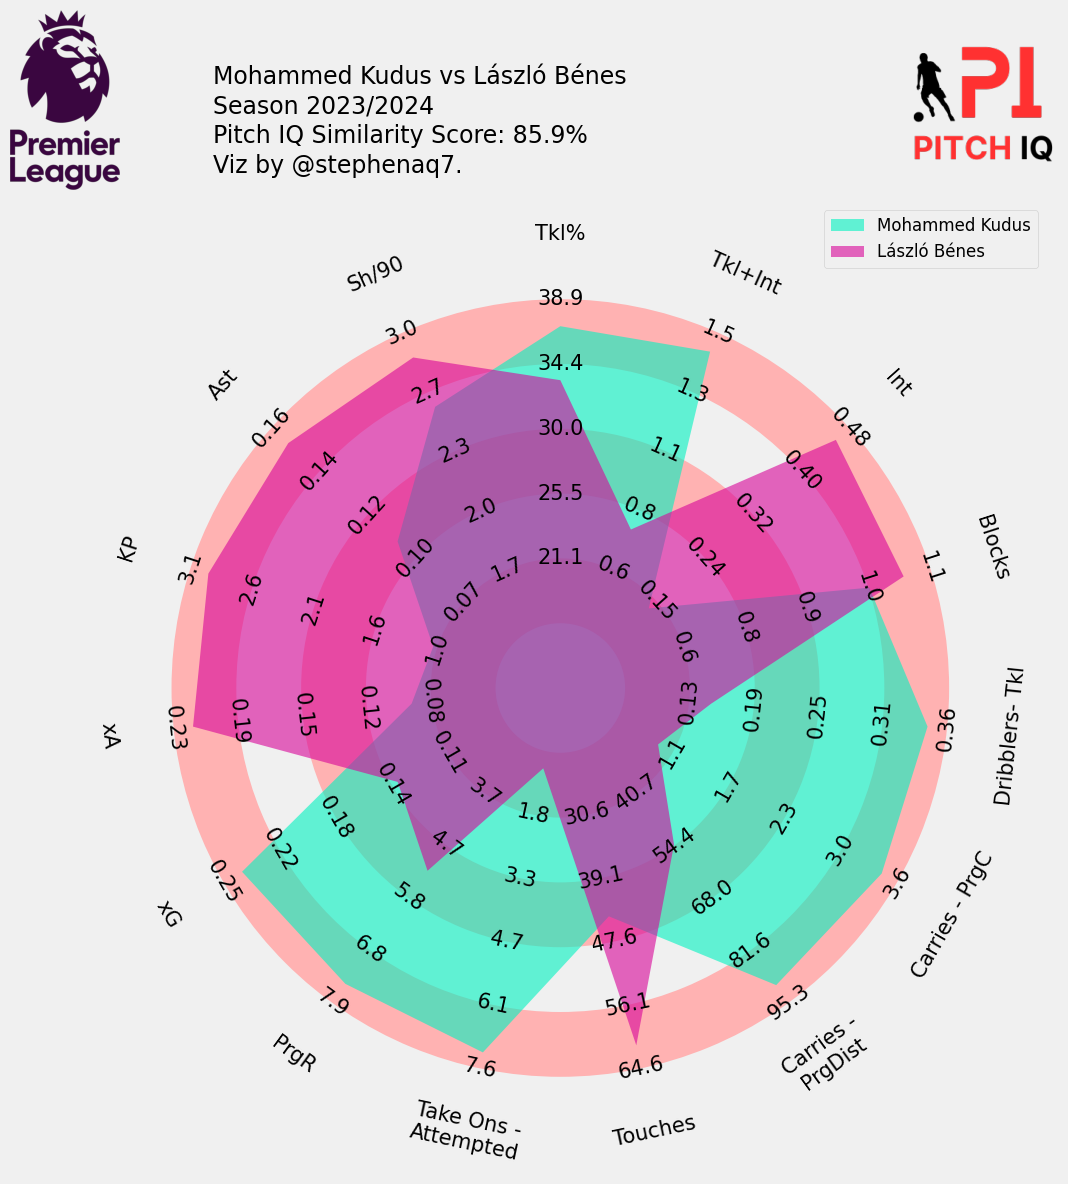 Premier
League
Mohammed Kudus vs László Bénes
Season 2023/2024
Pitch IQ Similarity Score: 85.9%
Viz by @stephenaq7.
PI
PITCH IQ
Mohammed Kudus
László Bénes
Tkl%
38.9
34.4
30.0
25.5
21.1
Tkl+Int
1.5
1.3
1.1
0.8
0.6
Int
0.48
0.40
0.32
0.24
0.15
Blocks
1.1
1.0
0.9
0.8
0.6
Dribblers- Tkl
0.36
0.31
0.25
0.19
0.13
Carries - PrgC
3.6
3.0
2.3
1.7
1.1
Carries -
PrgDist
95.3
81.6
68.0
54.4
40.7
Touches
64.6
56.1
47.6
39.1
30.6
Take Ons -
Attempted
7.6
6.1
4.7
3.3
1.8
PrgR
7.9
6.8
5.8
4.7
3.7
xG
0.25
0.22
0.18
0.14
0.11
xA
0.23
0.19
0.15
0.12
0.08
KP
3.1
2.6
2.1
1.6
1.0
Ast
0.16
0.14
0.12
0.10
0.07
Sh/90
3.0
2.7
2.3
2.0
1.7